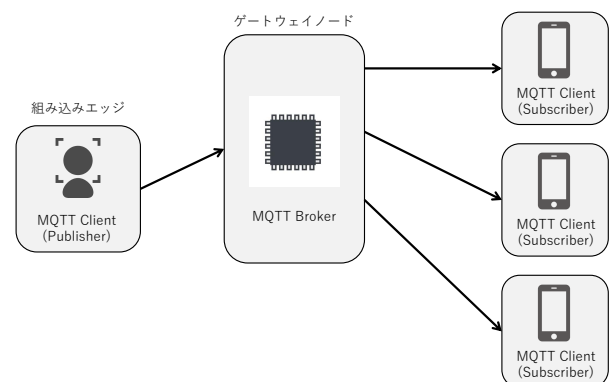 ゲートウェイノード
組み込みエッジ
MQTT Client
(Publisher)
MQTT Broker
MQTT Client
(Subscriber)
MQTT Client
(Subscriber)
MQTT Client
(Subscriber)